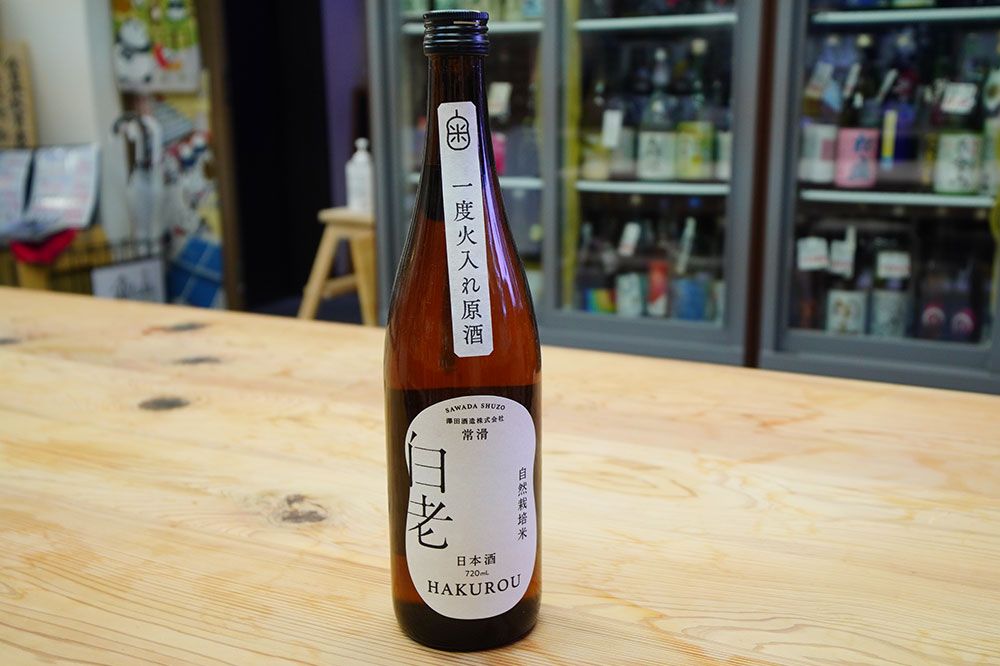 米
一度火入れ原酒
SAWADA SHUZO
澤田酒造株式会社
常滑
白老
自然栽培米
日本酒
720mL
HAKUROU